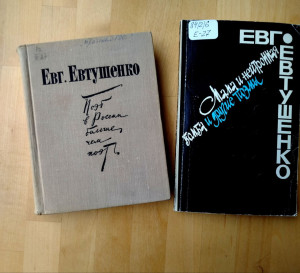 Евг. Евтушенко
Поэт
в России
больше,
чем
поэт
ЕВГ.
ЕВТУШЕНКО
Мама и нейтронная
бомба и другие поэмы